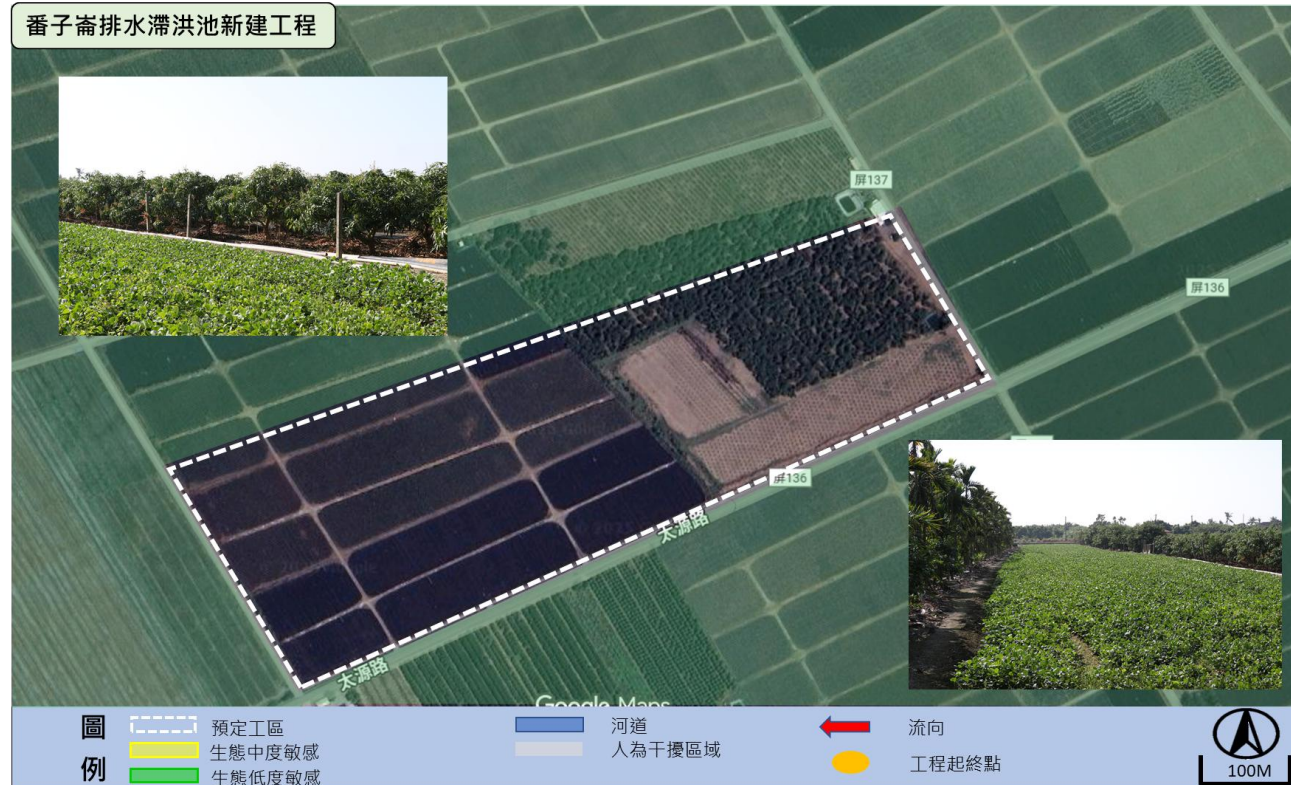 番子崙排水滯洪池新建工程
屏137
屏136
屏136
太源路
太源路
Google Maps
圖
例
預定工區
生態中度敏感
生態低度敏感
河道
人為干擾區域
流向
工程起終點
100M